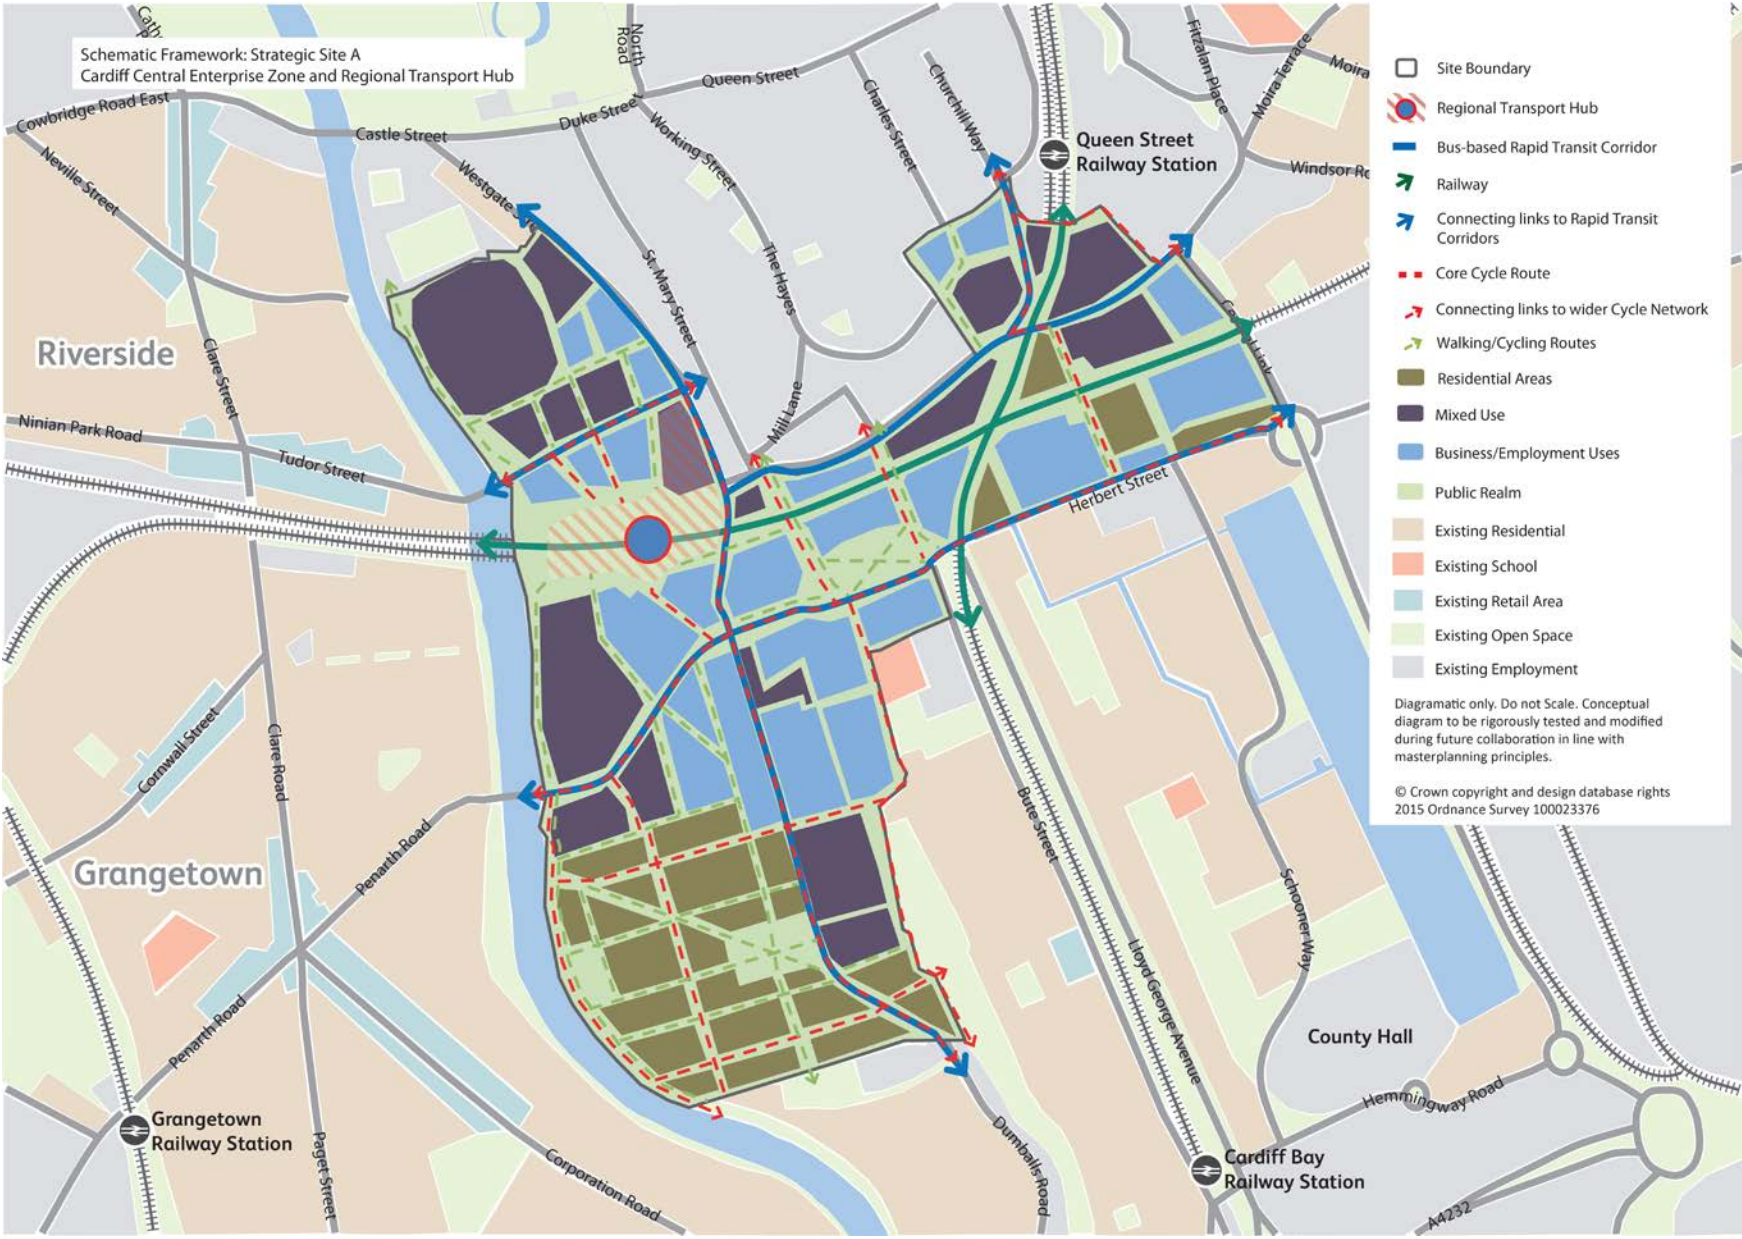 Schematic Framework: Strategic Site A
Cardiff Central Enterprise Zone and Regional Transport Hub
North
Road
Queen Street
Fitzalan Place
Moira Terrace
Moira
Cowbridge Road East
Castle Street
Duke Street
Working Street
Charles Street
Churchill Way
Queen Street
Railway Station
Windsor Rd
Neville Street
Westgate
St. Mary Street
The Hayes
Riverside
Clare Street
Link
Mill Lane
Ninian Park Road
Tudor Street
Herbert Street
Cornwall Street
Clare Road
Penarth Road
Grangetown
Bute Street
Schooner Way
Lloyd George Avenue
Penarth Road
County Hall
Hemmingway Road
Grangetown
Railway Station
Paget Street
Corporation Road
Dumballs Road
Cardiff Bay
Railway Station
A4232
Site Boundary
Regional Transport Hub
Bus-based Rapid Transit Corridor
Railway
Connecting links to Rapid Transit
Corridors
Core Cycle Route
Connecting links to wider Cycle Network
Walking/Cycling Routes
Residential Areas
Mixed Use
Business/Employment Uses
Public Realm
Existing Residential
Existing School
Existing Retail Area
Existing Open Space
Existing Employment
Diagramatic only. Do not Scale. Conceptual
diagram to be rigorously tested and modified
during future collaboration in line with
masterplanning principles.
© Crown copyright and design database rights
2015 Ordnance Survey 100023376